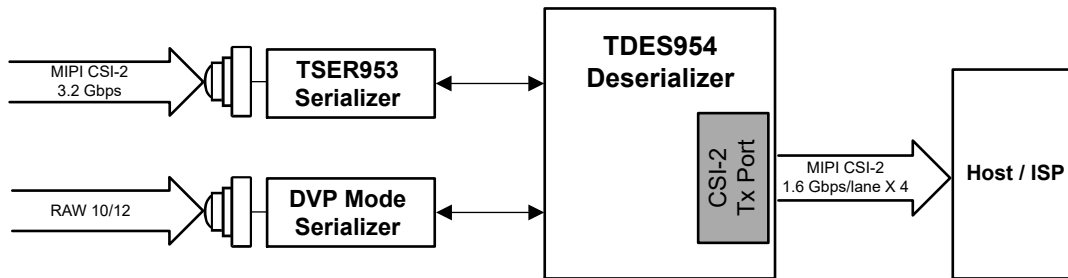 MIPI CSI-2
3.2 Gbps
TSER953
Serializer
TDES954
Deserializer
CSI-2
Tx Port
MIPI CSI-2
1.6 Gbps/lane X 4
Host / ISP
RAW 10/12
DVP Mode
Serializer